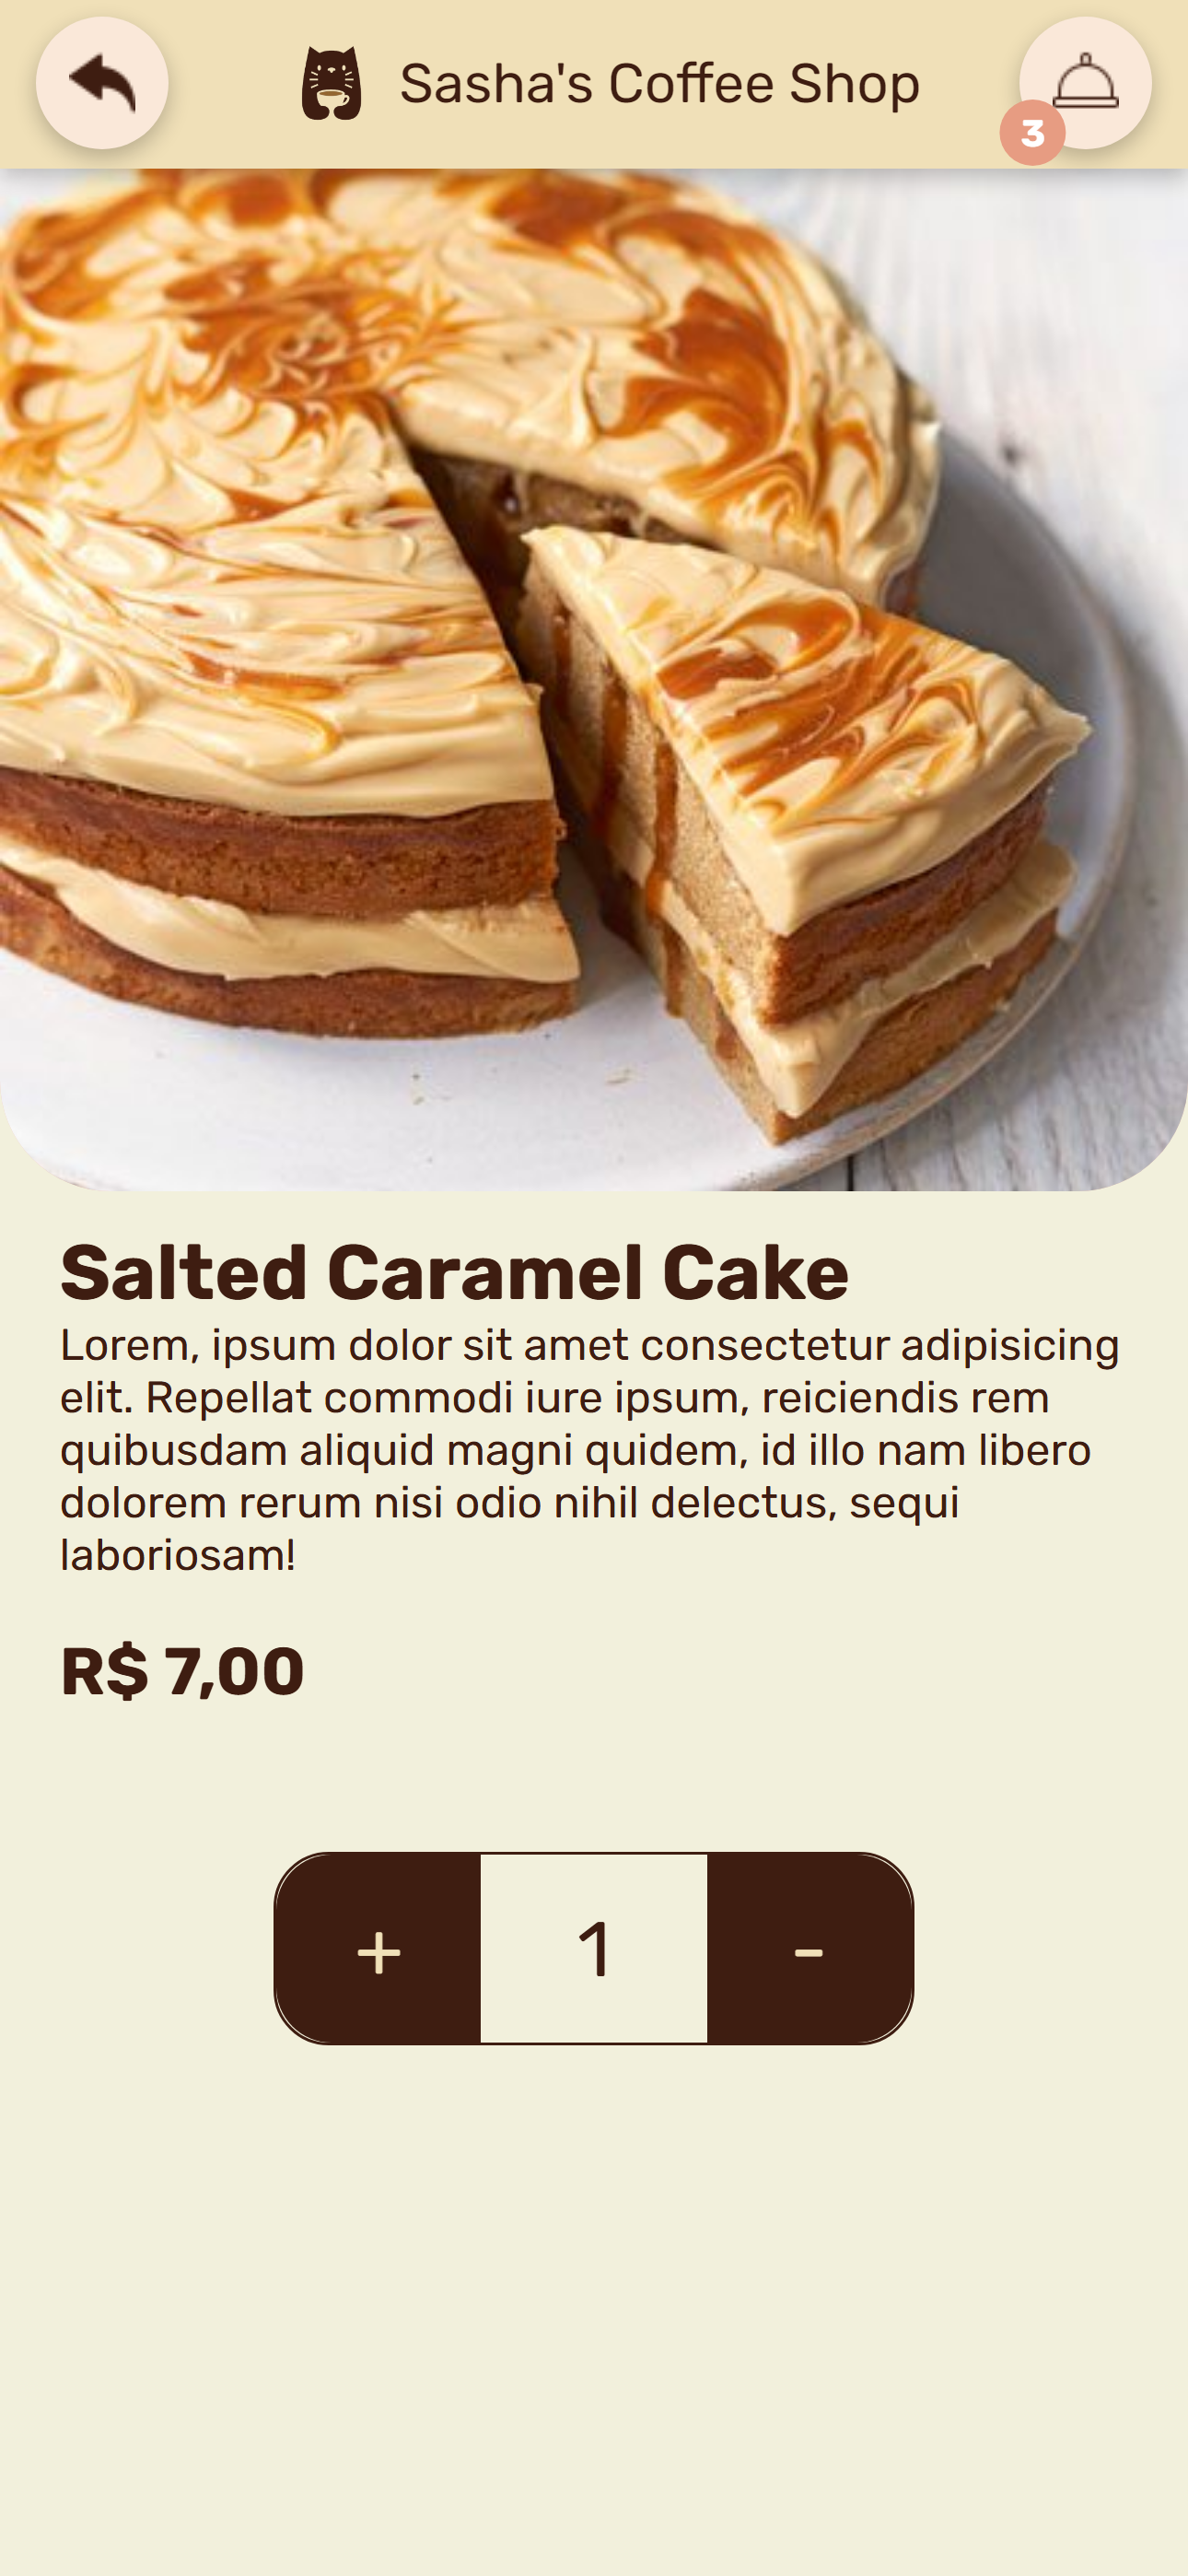 Sasha's Coffee Shop
3
Salted Caramel Cake
Lorem, ipsum dolor sit amet consectetur adipisicing
elit. Repellat commodi iure ipsum, reiciendis rem
quibusdam aliquid magni quidem, id illo nam libero
dolorem rerum nisi odio nihil delectus, sequi
laboriosam!
R$ 7,00
+ 1 -